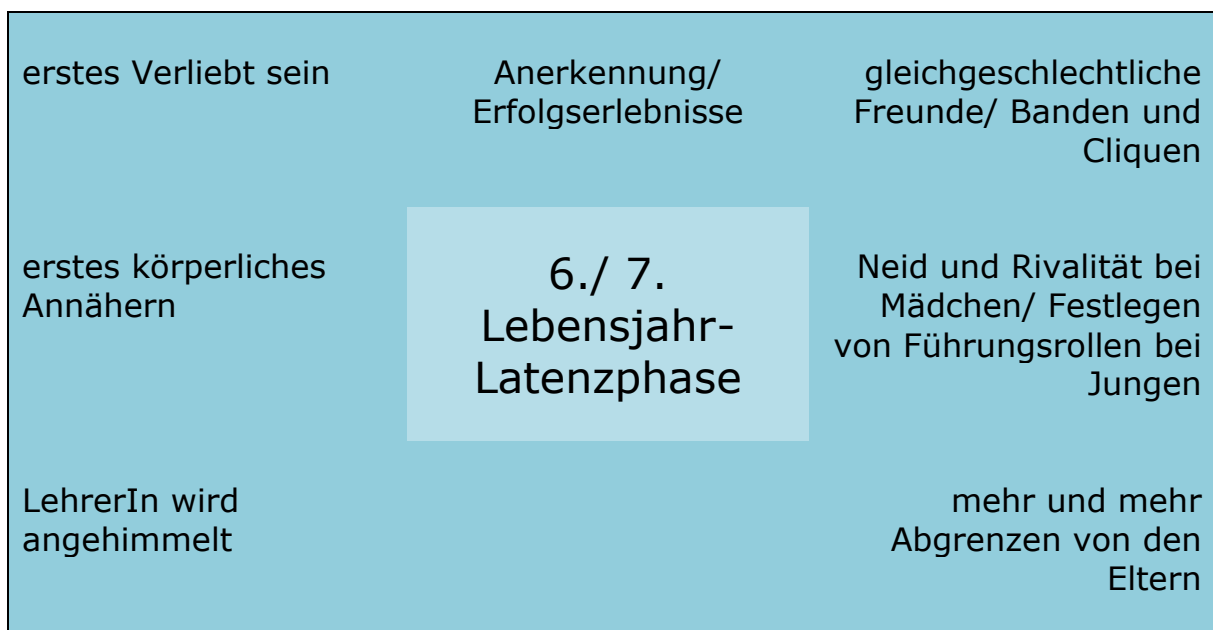 erstes Verliebt sein
Anerkennung/
Erfolgserlebnisse
gleichgeschlechtliche
Freunde/ Banden und
Cliquen
erstes körperliches
Annähern
6./ 7.
Lebensjahr-
Latenzphase
Neid und Rivalität bei
Mädchen/ Festlegen
von Führungsrollen bei
Jungen
LehrerIn wird
angehimmelt
mehr und mehr
Abgrenzen von den
Eltern